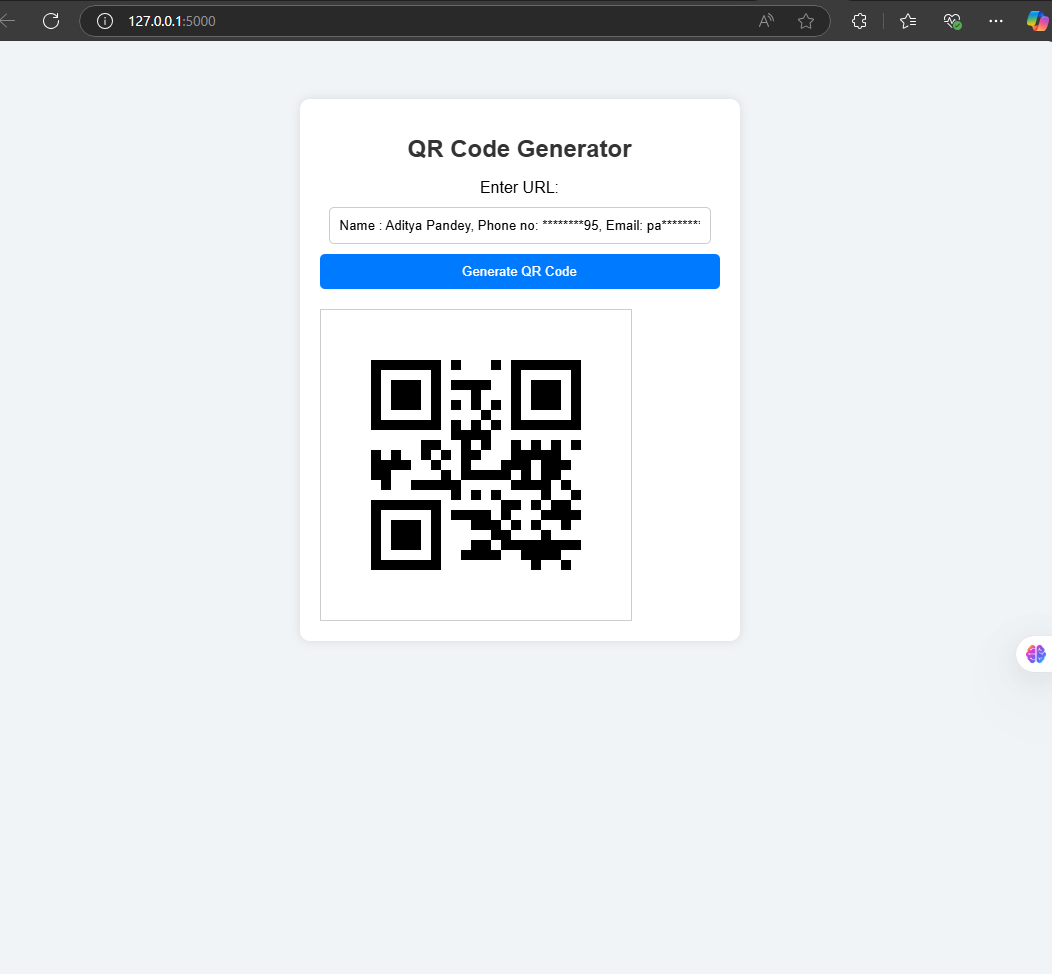 127.0.0.1:5000
QR Code Generator
Enter URL:
Name : Aditya Pandey, Phone no: ********95, Email: pa*******
Generate QR Code